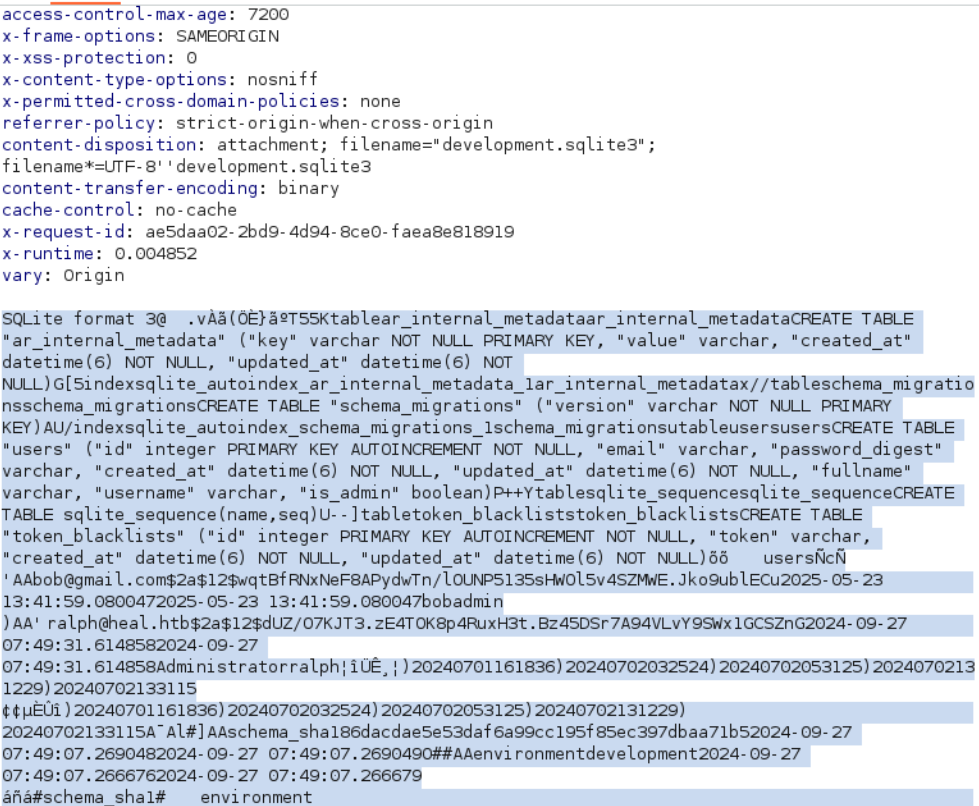 access-control-max-age: 7200
x-frame-options: SAMEORIGIN
x-xss-protection: 0
x-content-type-options: nosniff
x-permitted-cross-domain-policies: none
referrer-policy: strict-origin-when-cross-origin
content-disposition: attachment; filename="development.sqlite3";
filename*=UTF-8''development.sqlite3
content-transfer-encoding: binary
cache-control: no-cache
x-request-id: ae5daa02-2bd9-4d94-8ce0-faea8e818919
x-runtime: 0.004852
vary: Origin
SQLite format 3@ .vÀã(ÖÈ}ãºT55Ktablear_internal_metadataar_internal_metadataCREATE TABLE
"ar_internal_metadata" ("key" varchar NOT NULL PRIMARY KEY, "value" varchar, "created_at"
datetime(6) NOT NULL, "updated_at" datetime(6) NOT
NULL)G[5indexsqlite_autoindex_ar_internal_metadata_1ar_internal_metadatax//tableschema_migratio
nsschema_migrationsCREATE TABLE "schema_migrations" ("version" varchar NOT NULL PRIMARY
KEY)AU/indexsqlite_autoindex_schema_migrations_1schema_migrationsutableusersusersCREATE TABLE
"users" ("id" integer PRIMARY KEY AUTOINCREMENT NOT NULL, "email" varchar, "password_digest"
varchar, "created_at" datetime(6) NOT NULL, "updated_at" datetime(6) NOT NULL, "fullname"
varchar, "username" varchar, "is_admin" boolean)P++Ytablesqlite_sequencesqlite_sequenceCREATE
TABLE sqlite_sequence(name,seq)U--]tabletoken_blackliststoken_blacklistsCREATE TABLE
"token_blacklists" ("id" integer PRIMARY KEY AUTOINCREMENT NOT NULL, "token" varchar,
"created_at" datetime(6) NOT NULL, "updated_at" datetime(6) NOT NULL)õõ usersÑcÑ
'AAbob@gmail.com$2a$12$wqtBfRNxNeF8APydwTn/lOUNP5135sHWOl5v4SZMWE.Jko9ublECu2025-05-23
13:41:59.0800472025-05-23 13:41:59.080047bobadmin
)AA' ralph@heal.htb$2a$12$dUZ/O7KJT3.zE4TOK8p4RuxH3t.Bz45DSr7A94VLvY9SWx1GCSZnG2024-09-27
07:49:31.6148582024-09-27
07:49:31.614858Administratorralph¦îÜÊ¸¦)20240701161836)20240702032524)20240702053125)2024070213
1229)20240702133115
¢¢µÈÛî)20240701161836)20240702032524)20240702053125)20240702131229)
20240702133115A¯Al#]AAschema_sha186dacdae5e53daf6a99cc195f85ec397dbaa71b52024-09-27
07:49:07.2690482024-09-27 07:49:07.2690490##AAenvironmentdevelopment2024-09-27
07:49:07.2666762024-09-27 07:49:07.266679
áñá#schema_sha1# environment